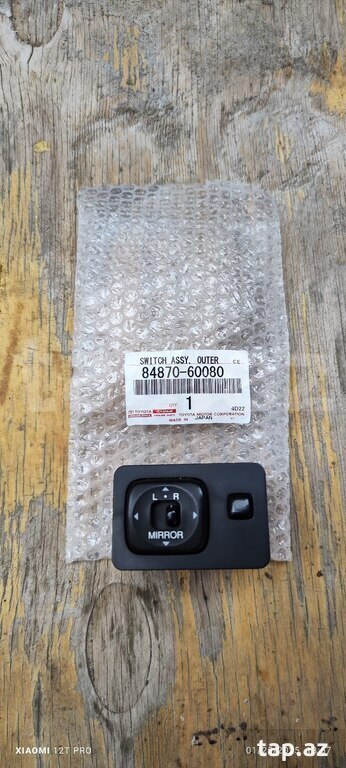 SWITCH ASSY, OUTER
84870-60080
QTY.
1
4D22
TOYOTA MOTOR CORPORATION
MADE IN JAPAN
L R
MIRROR
XIAOMI 12T PRO
tap.az